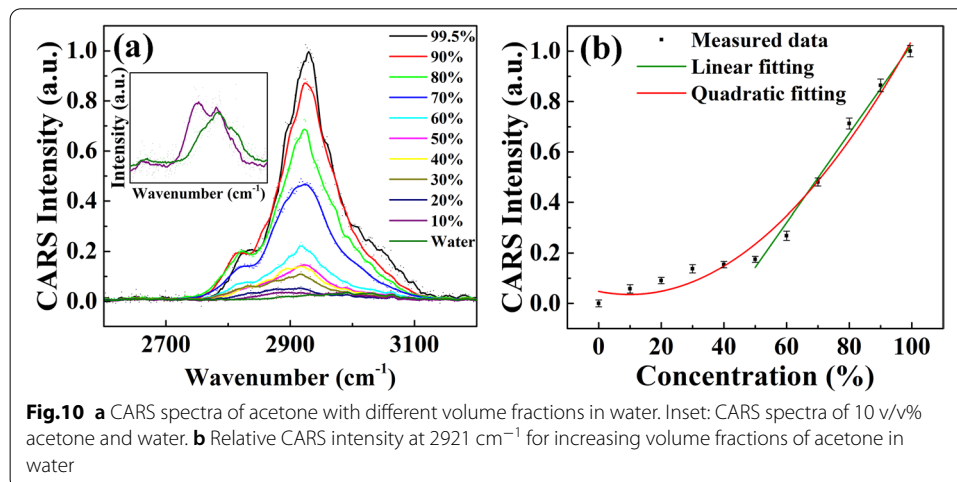 (a)
CARS Intensity (a.u.)
1.0
0.8
0.6
0.4
0.2
0.0
2700
2900
3100
Wavenumber (cm-1)
99.5%
90%
80%
70%
60%
50%
40%
30%
20%
10%
Water
Intensity (a.u.)
Wavenumber (cm-1)
(b)
Measured data
Linear fitting
Quadratic fitting
CARS Intensity (a.u.)
1.0
0.8
0.6
0.4
0.2
0.0
0
20
40
60
80
100
Concentration (%)
Fig.10 a CARS spectra of acetone with different volume fractions in water. Inset: CARS spectra of 10 v/v%
acetone and water. b Relative CARS intensity at 2921 cm−1 for increasing volume fractions of acetone in
water